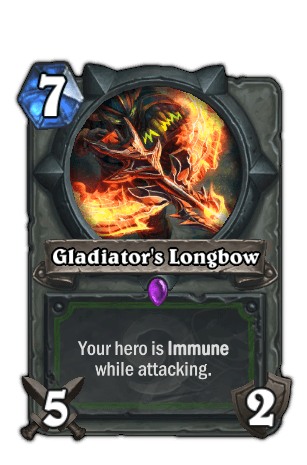 7
Gladiator's Longbow
Your hero is Immune
while attacking.
5
2